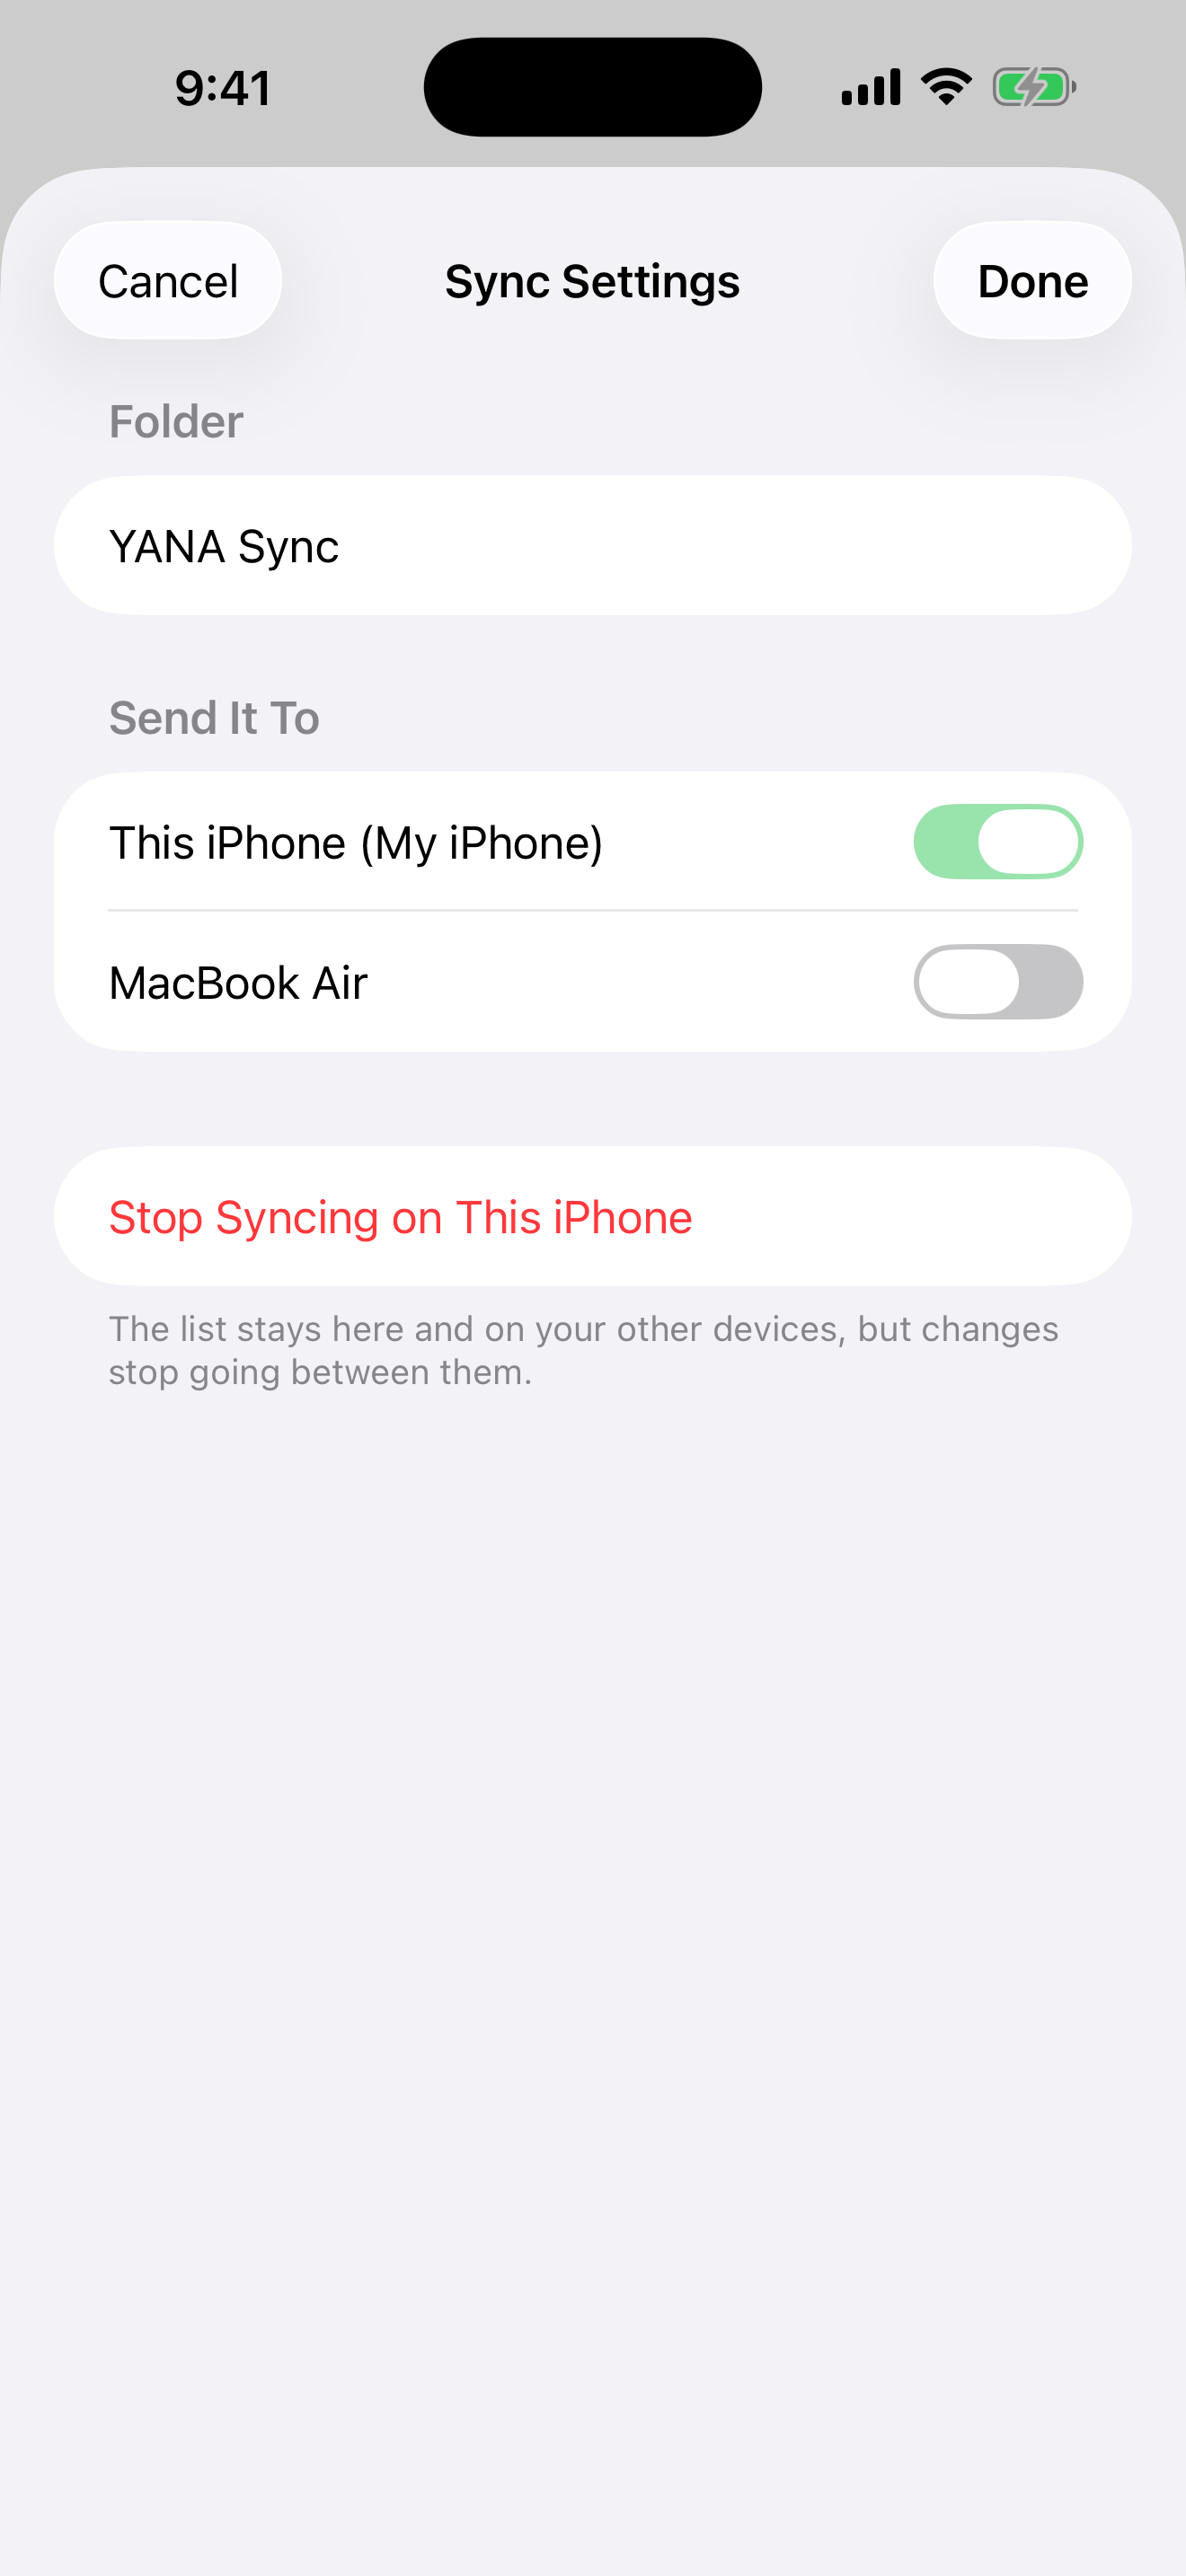 9:41
Cancel
Sync Settings
Done
Folder
YANA Sync
Send It To
This iPhone (My iPhone)
MacBook Air
Stop Syncing on This iPhone
The list stays here and on your other devices, but changes
stop going between them.